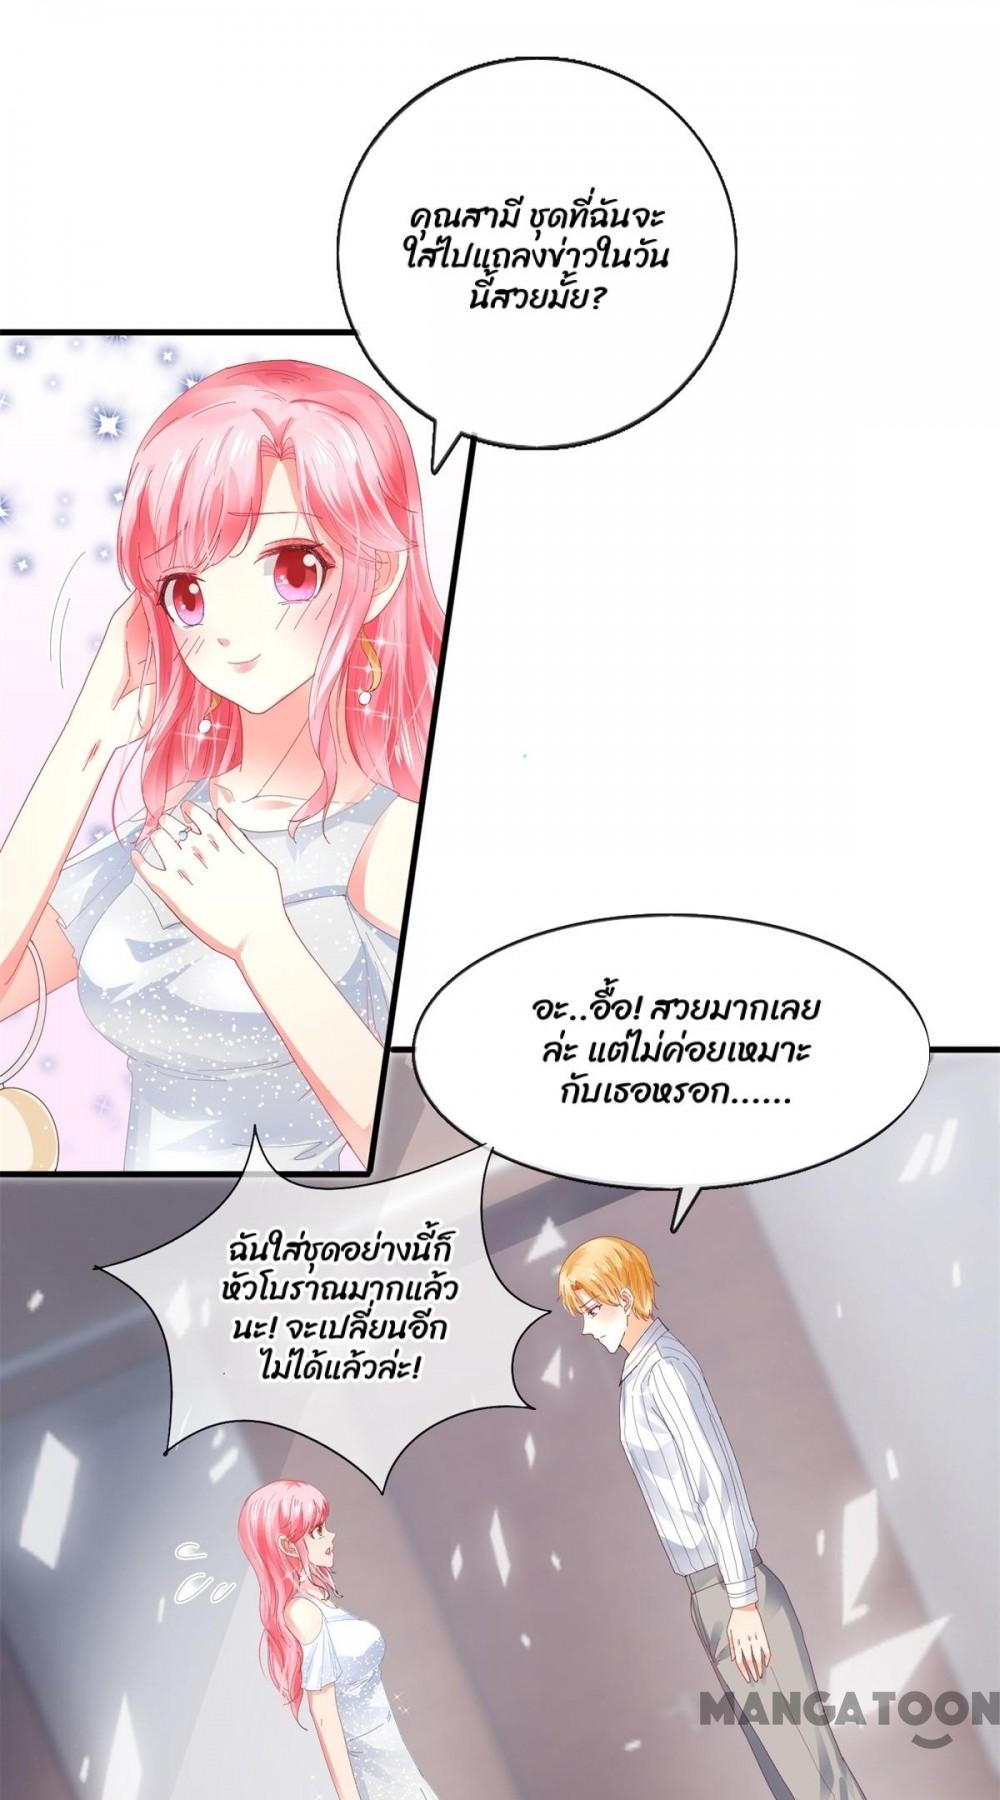 คุณสามี ชุดที่ฉันจะ
ใส่ไปแถลงข่าวในวัน
นี้สวยมั้ย?
อะ..อื้อ! สวยมากเลย
ล่ะ แต่ไม่ค่อยเหมาะ
กับเธอหรอก......
ฉันใส่ชุดอย่างนี้ก็
หัวโบราณมากแล้ว
นะ! จะเปลี่ยนอีก
ไม่ได้แล้วล่ะ!
MANGATOON